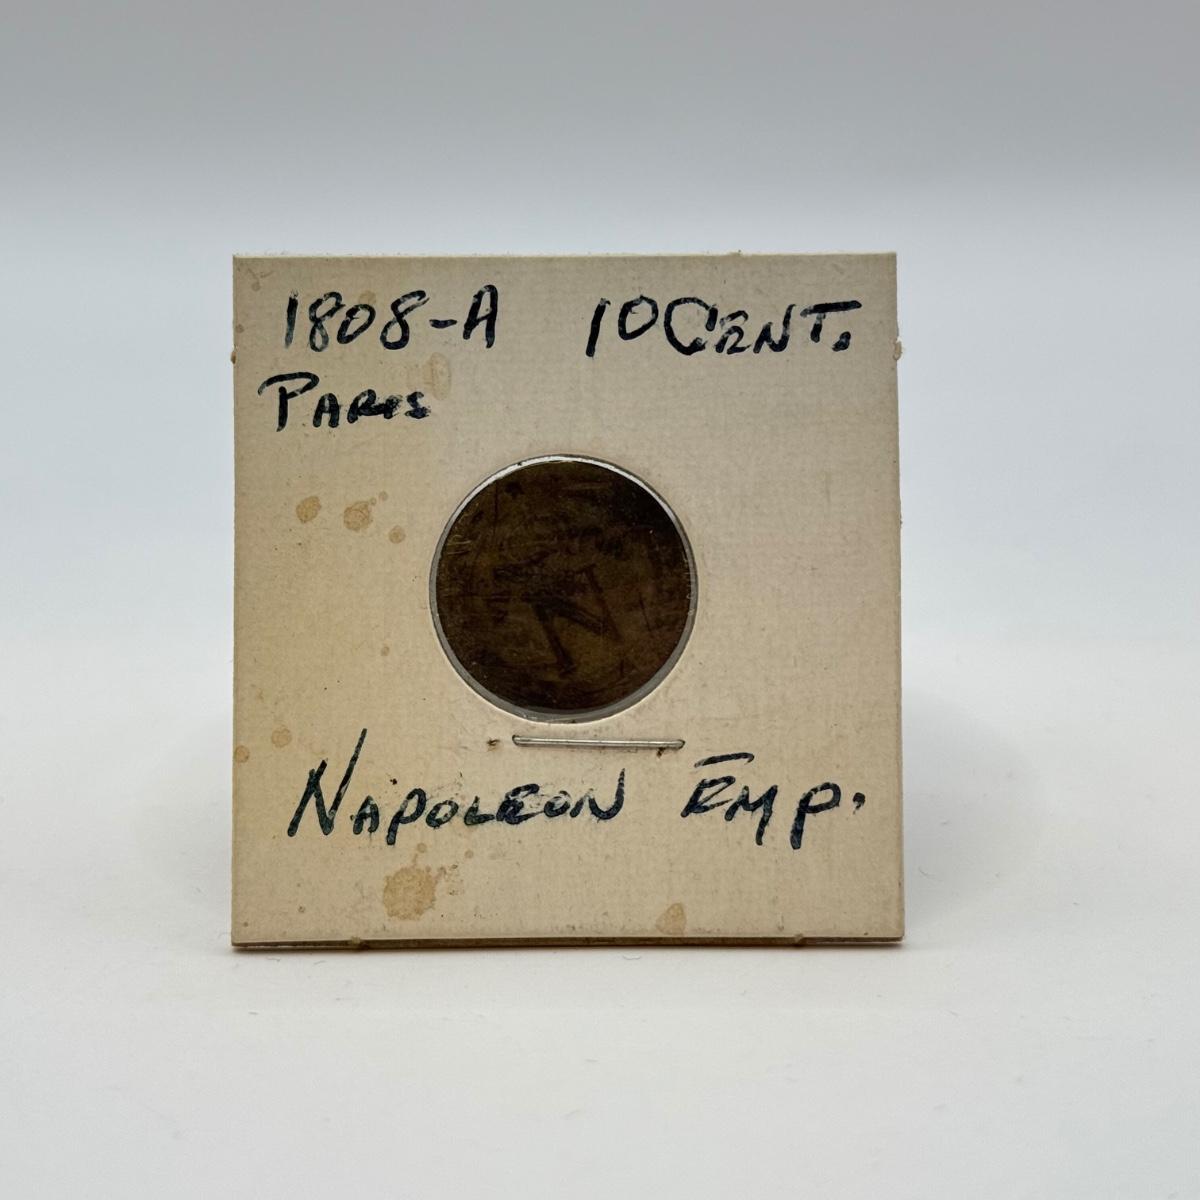 1808-A 10 CENT.
PARIS
N
NAPOLEON EMP.